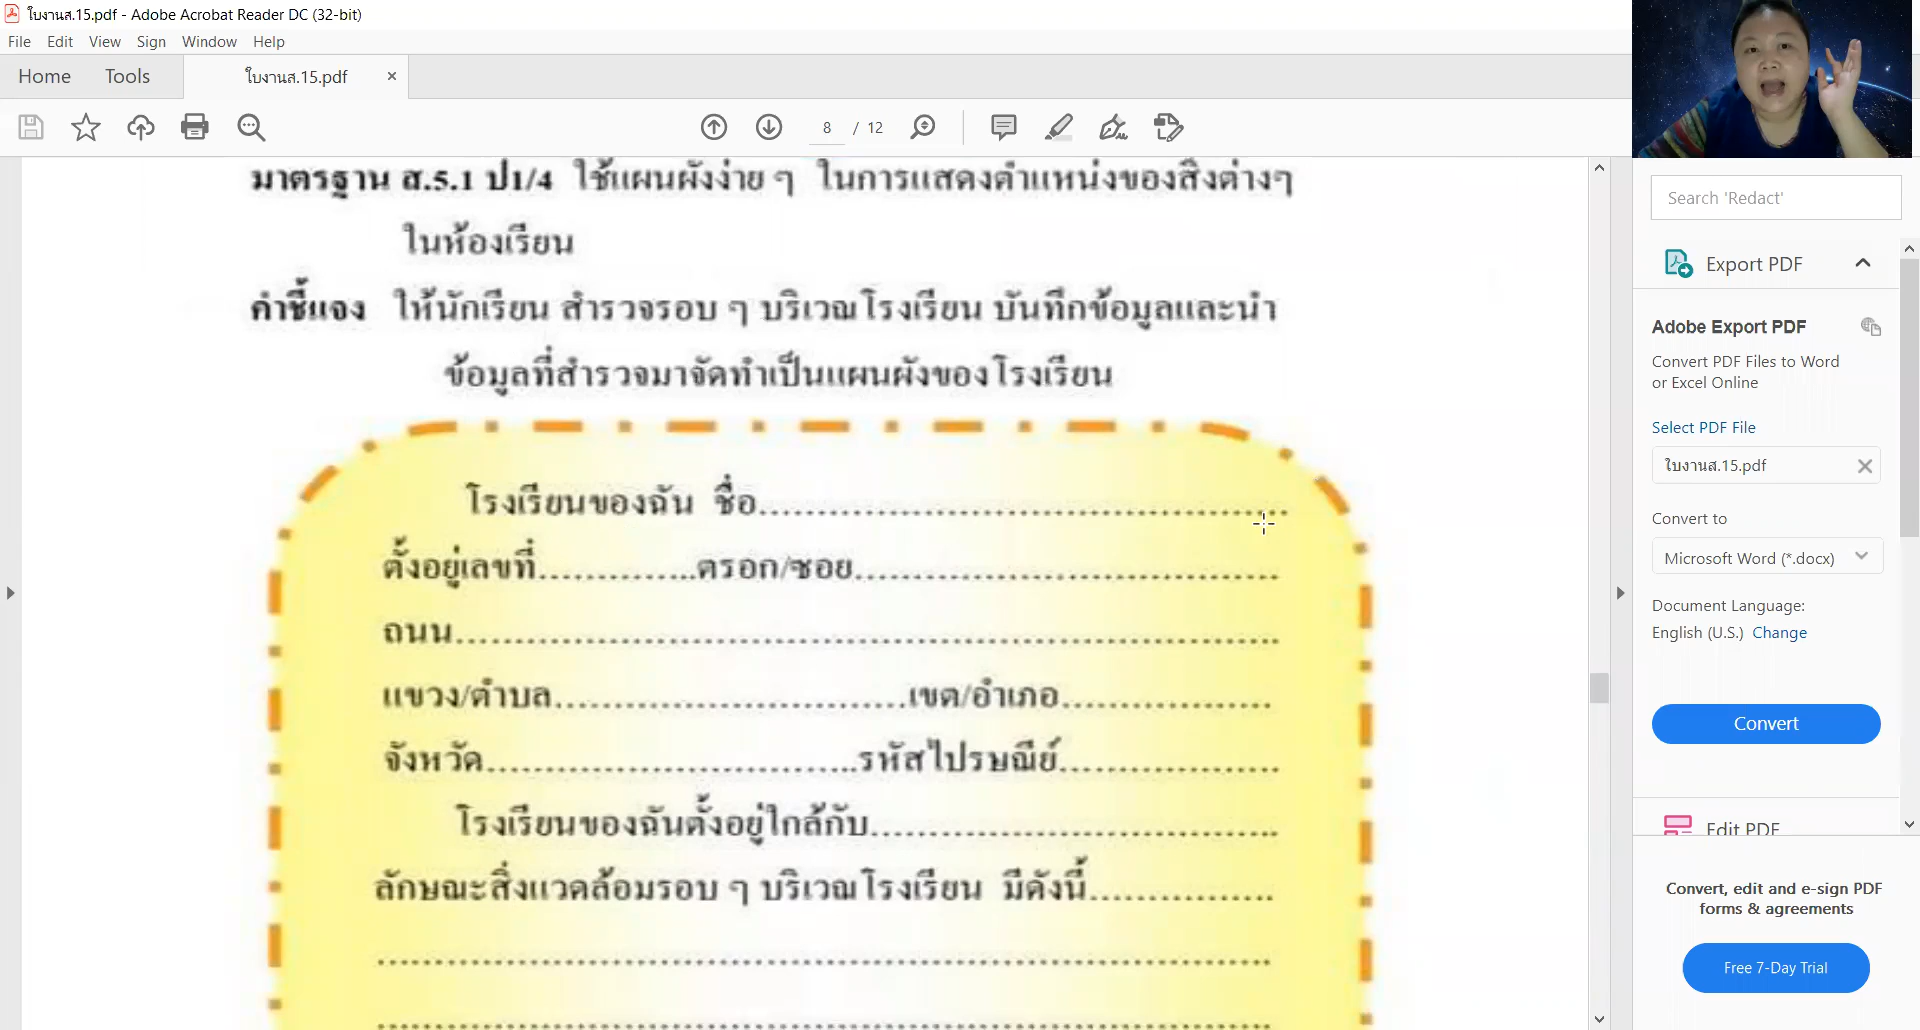 ใบงานส.15.pdf - Adobe Acrobat Reader DC (32-bit)
File Edit View Sign Window Help
Home Tools ใบงานส.15.pdf ×
8 / 12
มาตรฐาน ส.5.1 ป1/4 ใช้แผนผังง่าย ๆ ในการแสดงตำแหน่งของสิ่งต่างๆ
ในห้องเรียน
คำชี้แจง ให้นักเรียน สำรวจรอบ ๆ บริเวณโรงเรียน บันทึกข้อมูลและนำ
ข้อมูลที่สำรวจมาจัดทำเป็นแผนผังของโรงเรียน
โรงเรียนของฉัน ชื่อ..............................................
ตั้งอยู่เลขที่..............ตรอก/ซอย....................................
ถนน......................................................................
แขวง/ตำบล..............................เขต/อำเภอ..................
จังหวัด................................รหัสไปรษณีย์...................
โรงเรียนของฉันตั้งอยู่ใกล้กับ...................................
ลักษณะสิ่งแวดล้อมรอบ ๆ บริเวณโรงเรียน มีดังนี้................
............................................................................
............................................................................
Search 'Redact'
Export PDF
Adobe Export PDF
Convert PDF Files to Word
or Excel Online
Select PDF File
ใบงานส.15.pdf
Convert to
Microsoft Word (*.docx)
Document Language:
English (U.S.) Change
Convert
Edit PDF
Convert, edit and e-sign PDF
forms & agreements
Free 7-Day Trial